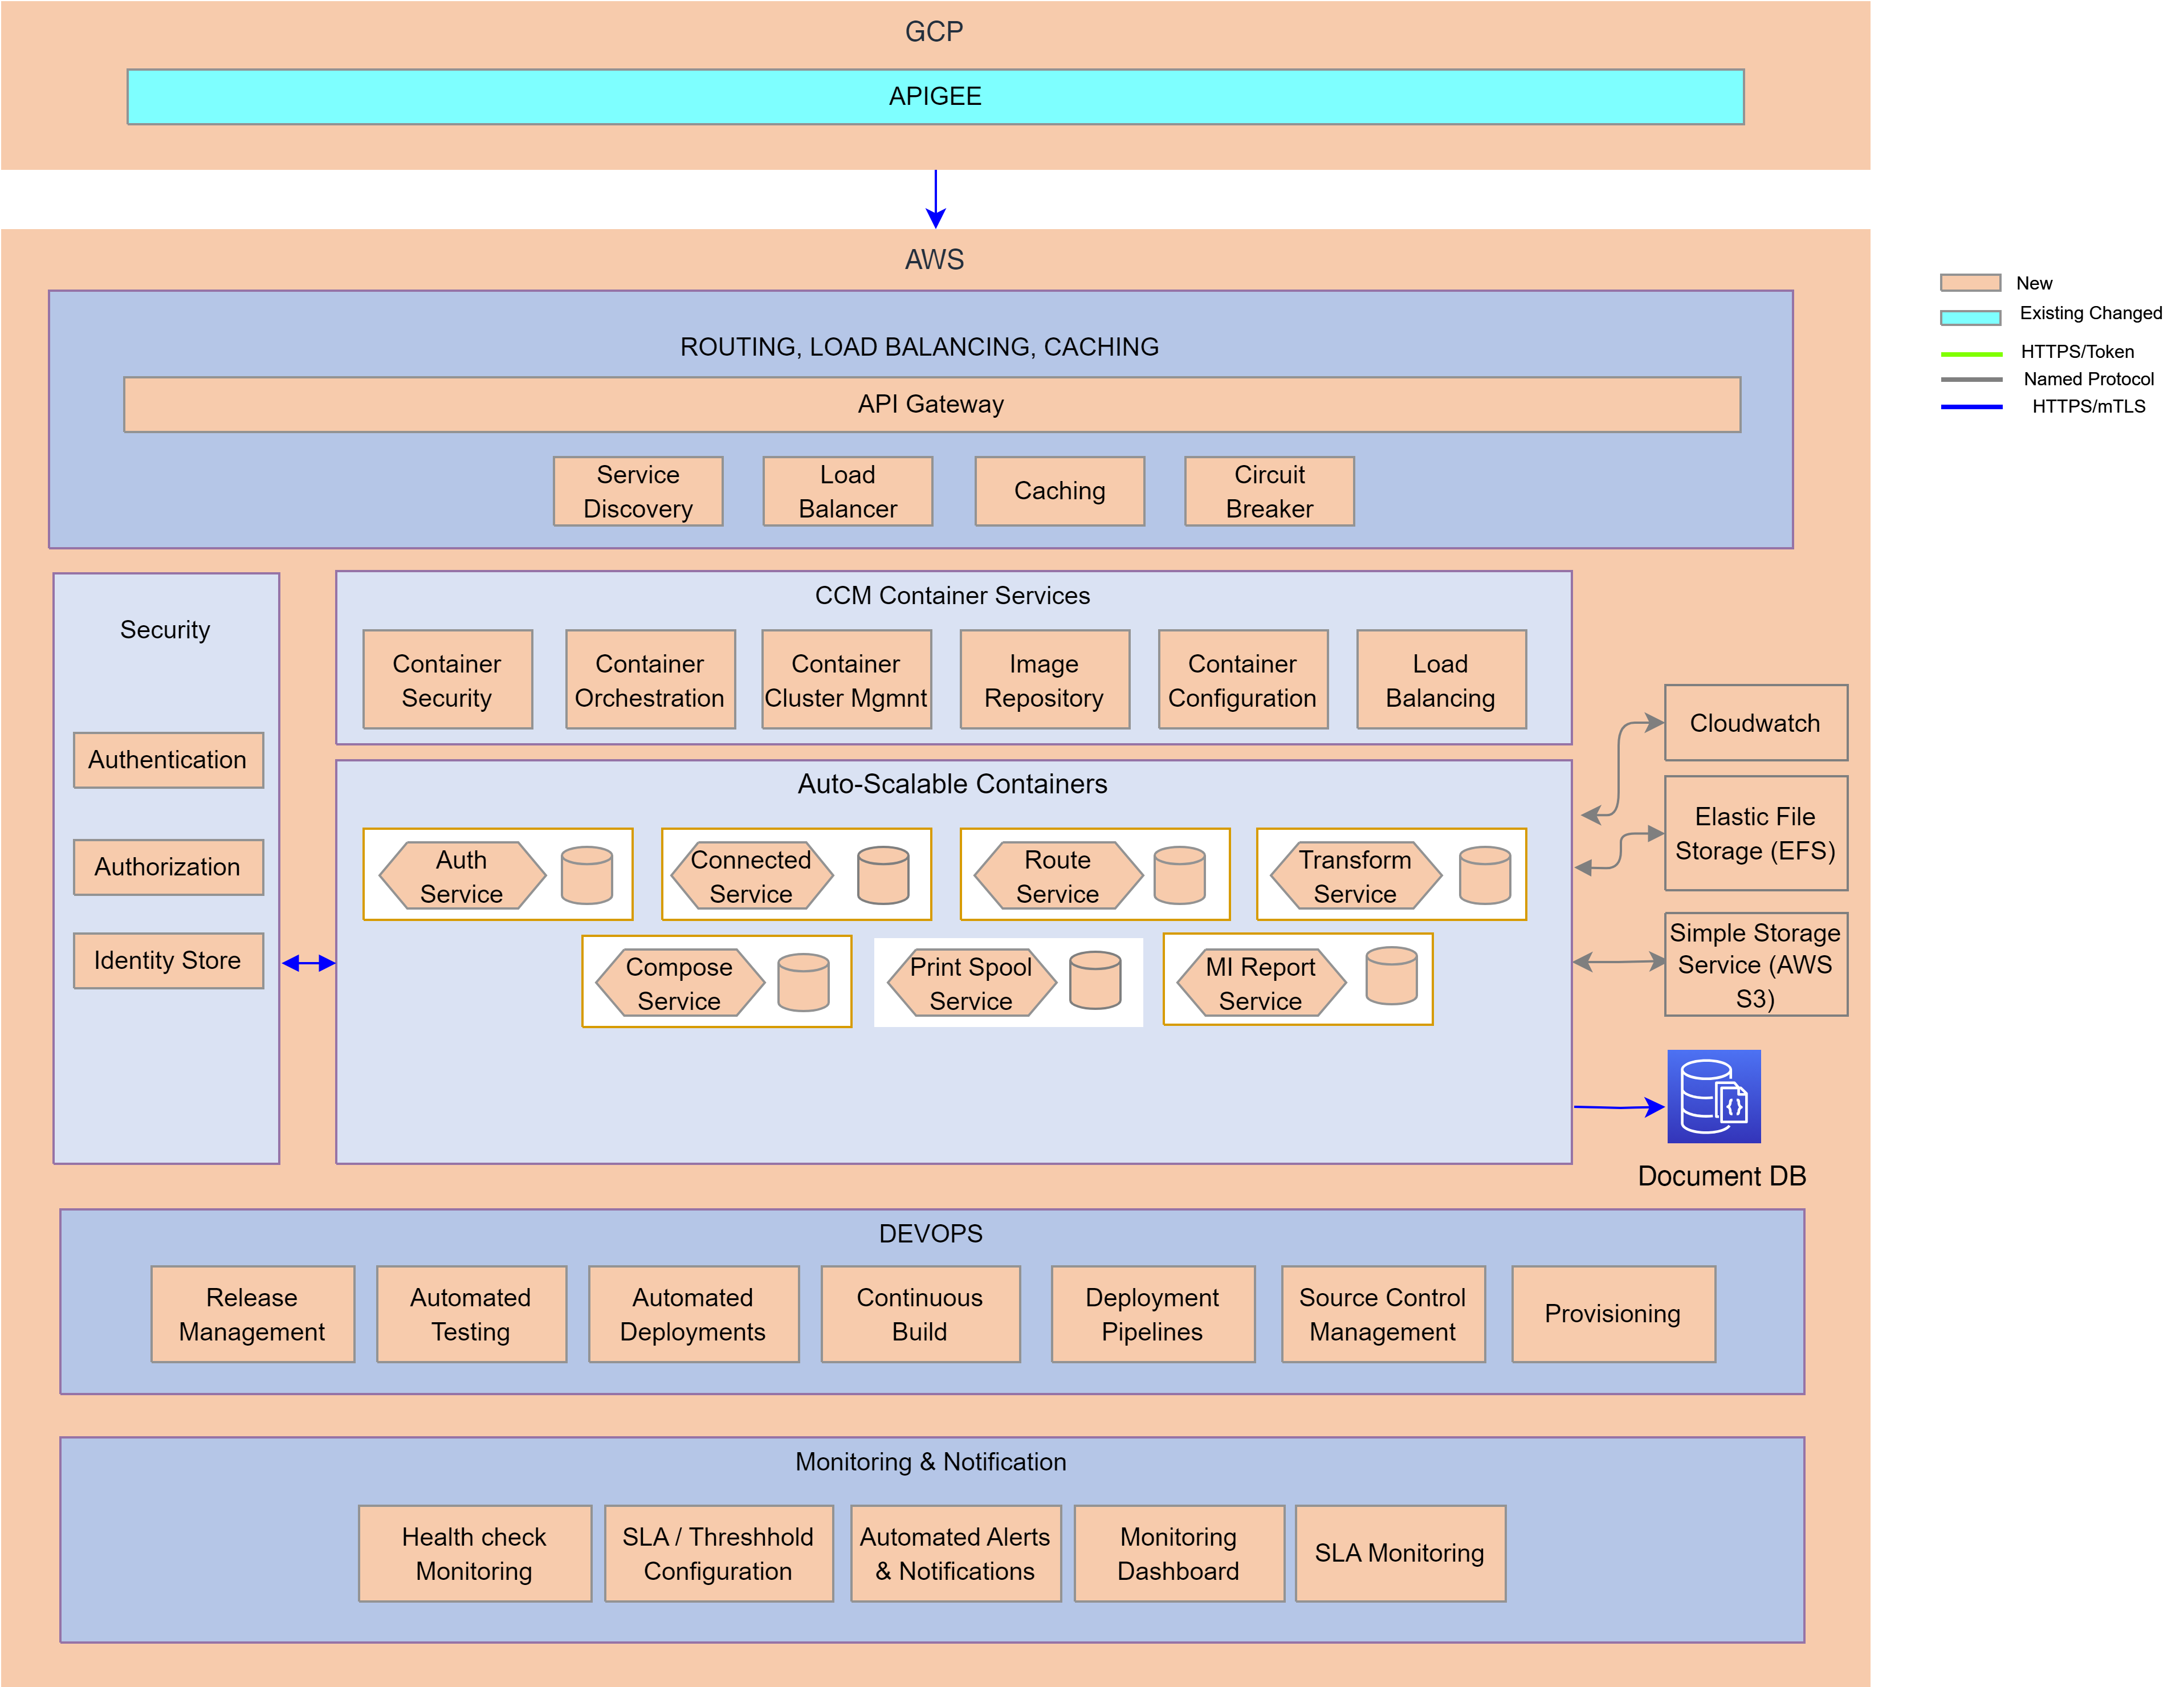 GCP
APIGEE
AWS
ROUTING, LOAD BALANCING, CACHING
API Gateway
Service
Discovery
Load
Balancer
Caching
Circuit
Breaker
New
Existing Changed
HTTPS/Token
Named Protocol
HTTPS/mTLS
Security
Authentication
Authorization
Identity Store
CCM Container Services
Container
Security
Container
Orchestration
Container
Cluster Mgmnt
Image
Repository
Container
Configuration
Load
Balancing
Auto-Scalable Containers
Auth
Service
Connected
Service
Route
Service
Transform
Service
Compose
Service
Print Spool
Service
MI Report
Service
Cloudwatch
Elastic File
Storage (EFS)
Simple Storage
Service (AWS
S3)
{}
Document DB
DEVOPS
Release
Management
Automated
Testing
Automated
Deployments
Continuous
Build
Deployment
Pipelines
Source Control
Management
Provisioning
Monitoring & Notification
Health check
Monitoring
SLA / Threshhold
Configuration
Automated Alerts
& Notifications
Monitoring
Dashboard
SLA Monitoring